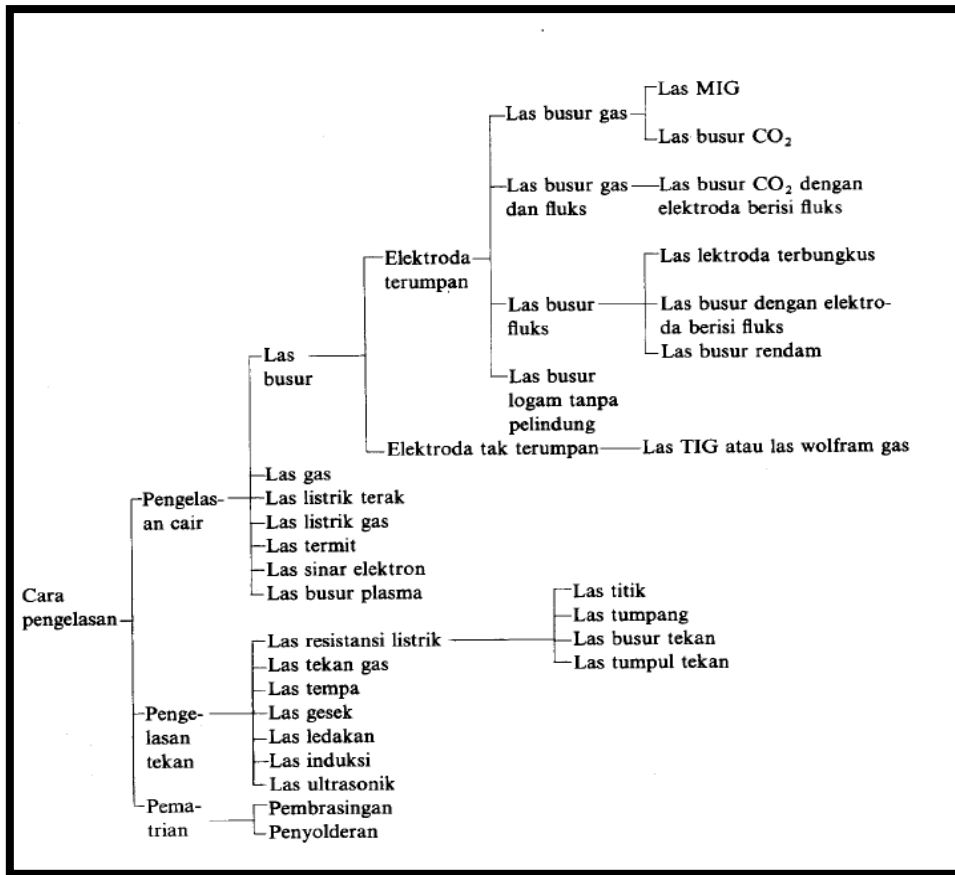 Las MIG
Las busur gas
Las busur CO₂
Las busur gas
dan fluks
Las busur CO₂ dengan
elektroda berisi fluks
Elektroda
terumpan
Las lektroda terbungkus
Las busur
fluks
Las busur dengan elektro-
da berisi fluks
Las busur rendam
Las
busur
Las busur
logam tanpa
pelindung
Elektroda tak terumpan
Las TIG atau las wolfram gas
Pengelas-
an cair
Las gas
Las listrik terak
Las listrik gas
Las termit
Las sinar elektron
Las busur plasma
Cara
pengelasan
Las resistansi listrik
Las titik
Las tumpang
Las busur tekan
Las tumpul tekan
Las tekan gas
Las tempa
Penge-
lasan
tekan
Las gesek
Las ledakan
Las induksi
Las ultrasonik
Pema-
trian
Pembrasingan
Penyolderan